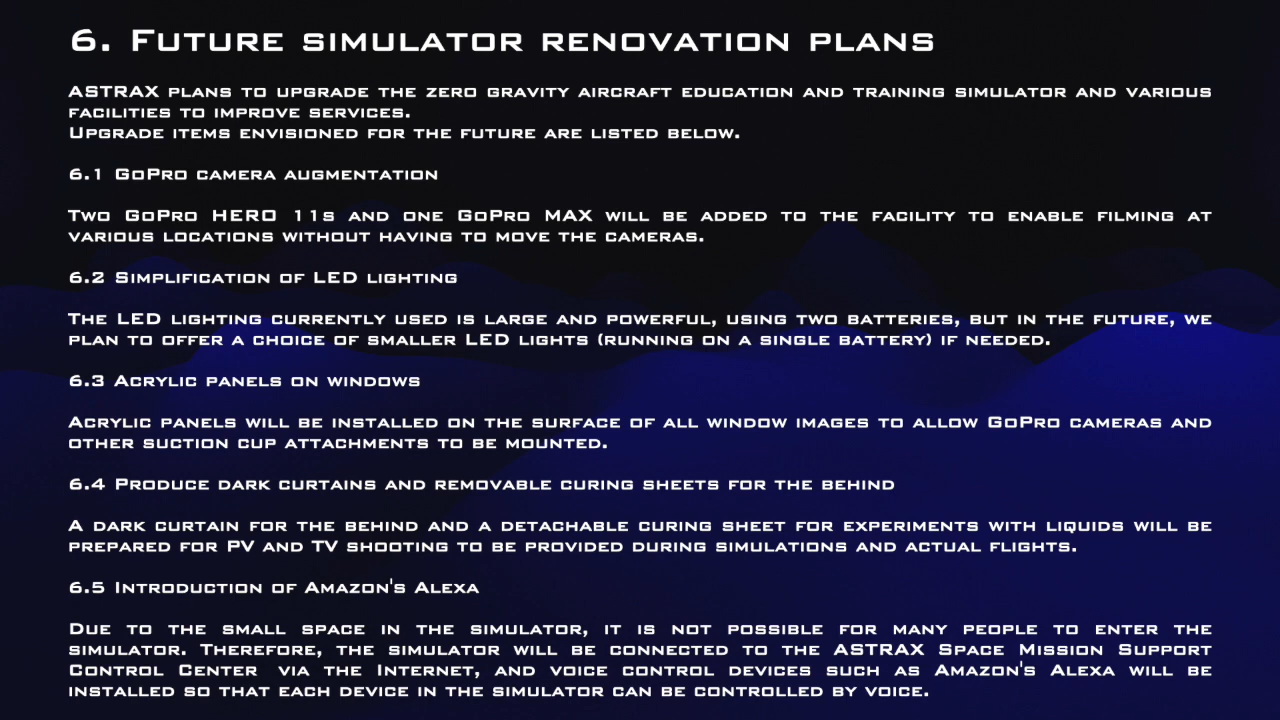 6. Future simulator renovation plans
ASTRAX plans to upgrade the zero gravity aircraft education and training simulator and various
facilities to improve services.
Upgrade items envisioned for the future are listed below.
6.1 GoPro camera augmentation
Two GoPro HERO 11s and one GoPro MAX will be added to the facility to enable filming at
various locations without having to move the cameras.
6.2 Simplification of LED lighting
The LED lighting currently used is large and powerful, using two batteries, but in the future, we
plan to offer a choice of smaller LED lights (running on a single battery) if needed.
6.3 Acrylic panels on windows
Acrylic panels will be installed on the surface of all window images to allow GoPro cameras and
other suction cup attachments to be mounted.
6.4 Produce dark curtains and removable curing sheets for the behind
A dark curtain for the behind and a detachable curing sheet for experiments with liquids will be
prepared for PV and TV shooting to be provided during simulations and actual flights.
6.5 Introduction of Amazon's Alexa
Due to the small space in the simulator, it is not possible for many people to enter the
simulator. Therefore, the simulator will be connected to the ASTRAX Space Mission Support
Control Center via the Internet, and voice control devices such as Amazon's Alexa will be
installed so that each device in the simulator can be controlled by voice.